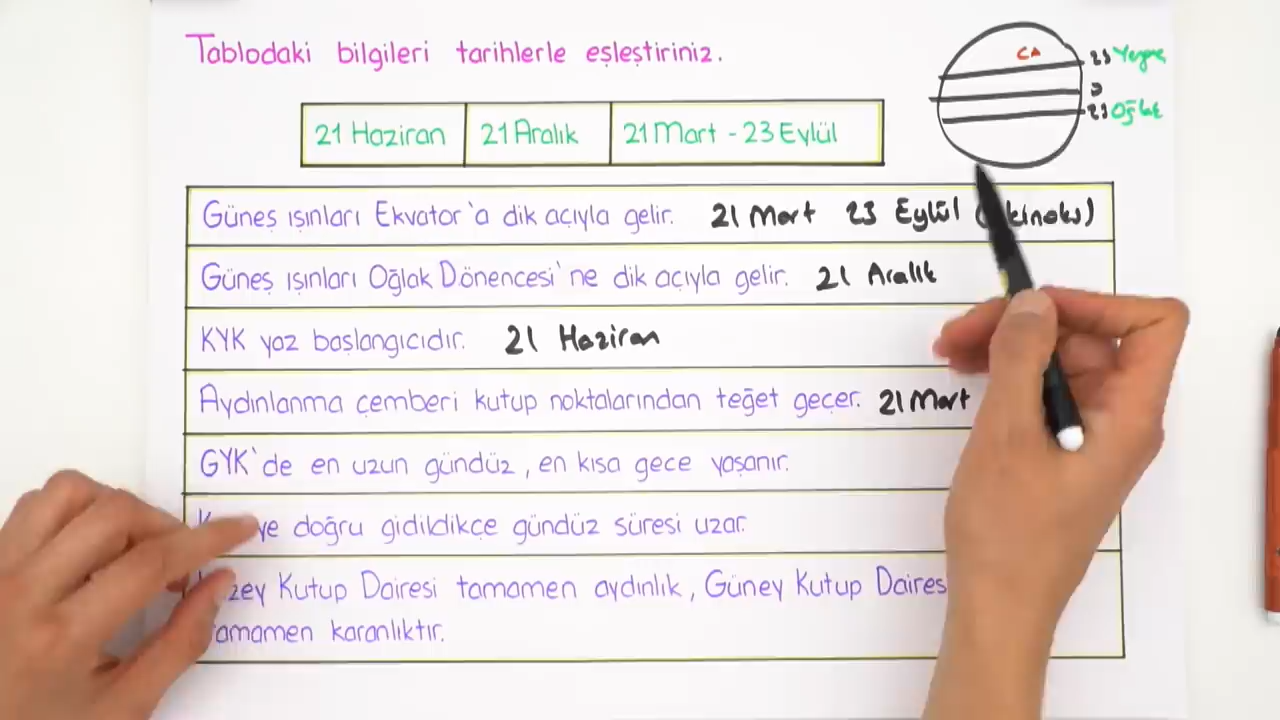 Tablodaki bilgileri tarihlerle eşleştiriniz.
CA
23 Yengeç
0
23 Oğlak
21 Haziran 21 Aralık 21 Mart - 23 Eylül
Güneş ışınları Ekvator'a dik açıyla gelir. 21 Mart 23 Eylül
Güneş ışınları Oğlak Dönencesi'ne dik açıyla gelir. 21 Aralık
KYK yaz başlangıcıdır. 21 Haziran
Aydınlanma çemberi kutup noktalarından teğet geçer. 21 Mart
GYK'de en uzun gündüz, en kısa gece yaşanır.
doğru gidildikçe gündüz süresi uzar.
Kutup Dairesi tamamen aydınlık, Güney Kutup
karanlıktır.